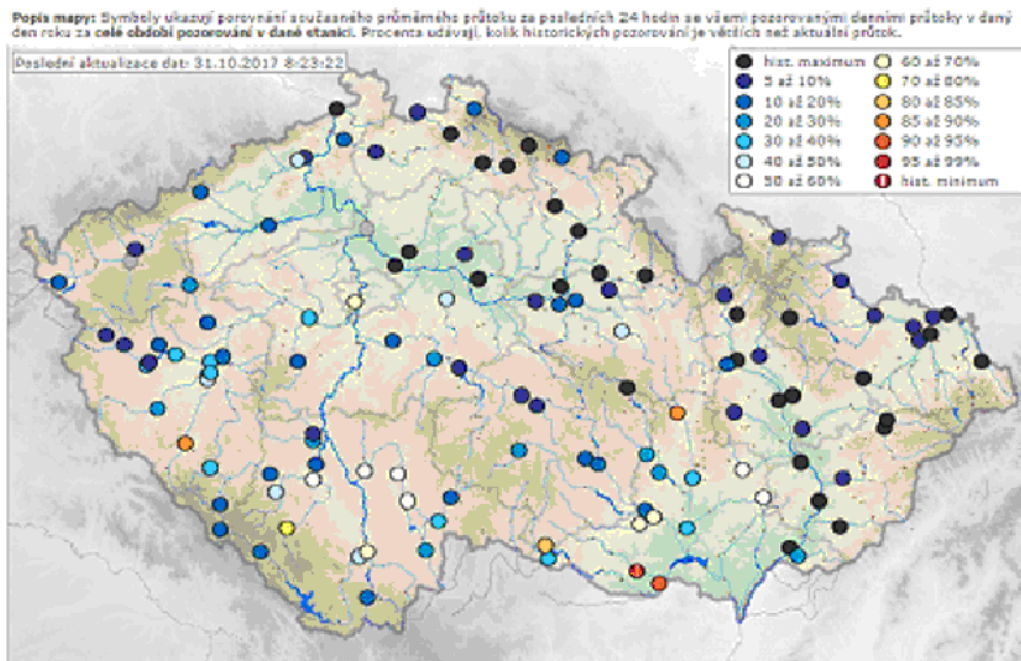 Popis mapy: Symboly ukazují porovnání současného průměrného průtoku za posledních 24 hodin se všemi pozorovanými denními průtoky v daný
den roku za celé období pozorování v dané stanici. Procenta udávají, kolik historických pozorování je větších než aktuální průtok.
Poslední aktualizace dat: 31.10.2017 8:23:22
hist. maximum
5 až 10%
10 až 20%
20 až 30%
30 až 40%
40 až 50%
50 až 60%
60 až 70%
70 až 80%
80 až 85%
85 až 90%
90 až 95%
95 až 99%
hist. minimum